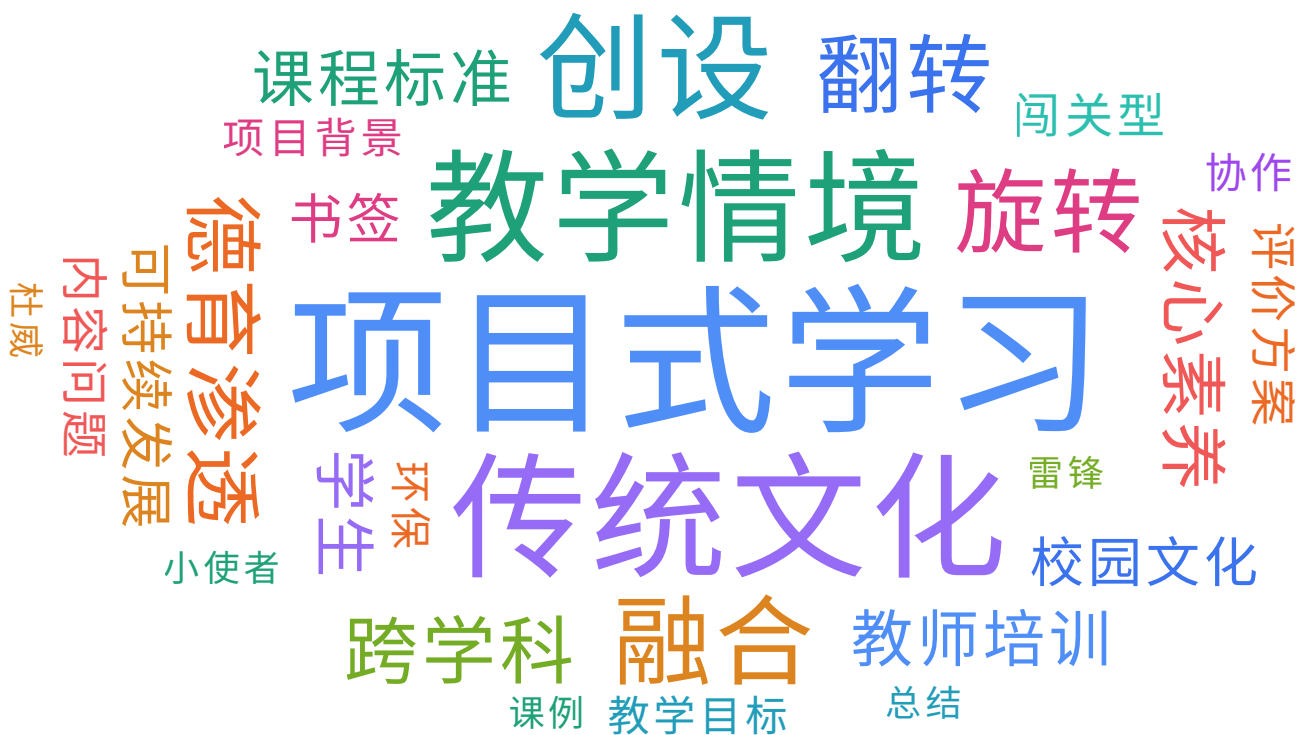 创设
翻转
课程标准
闯关型
项目背景
教学情境
协作
旋转
书签
德音渗透
核心素养
评价方案
可持续发展
内容问题
杜威
项目式学习
传统文化
学生
环保
雷锋
小使者
校园文化
融合
跨学科
教师培训
课例
教学目标
总结